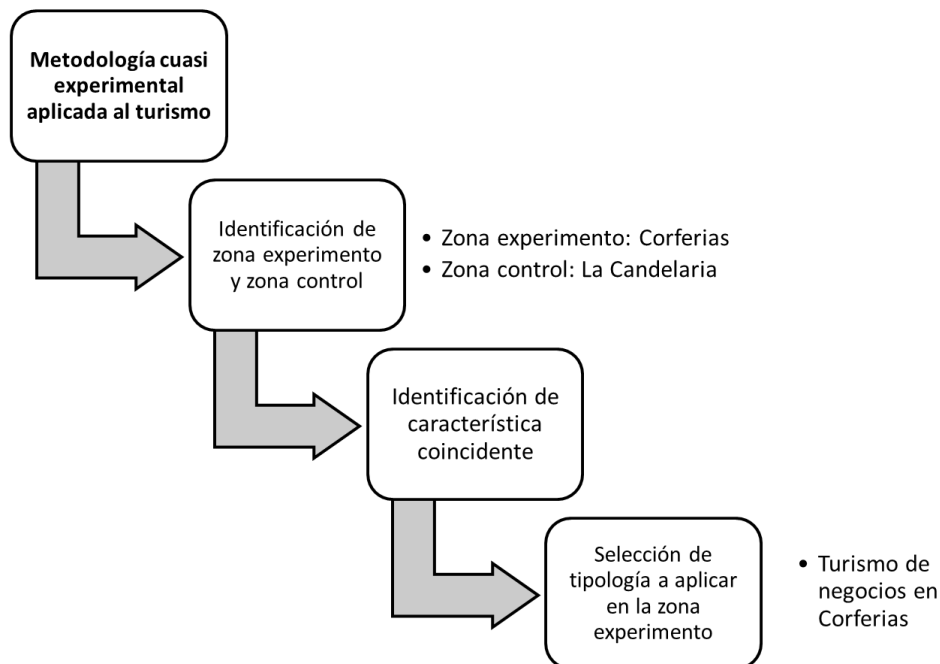 Metodología cuasi
experimental
aplicada al turismo
Identificación de
zona experimento
y zona control
• Zona experimento: Corferias
• Zona control: La Candelaria
Identificación de
característica
coincidente
Selección de
tipología a aplicar
en la zona
experimento
• Turismo de
negocios en
Corferias